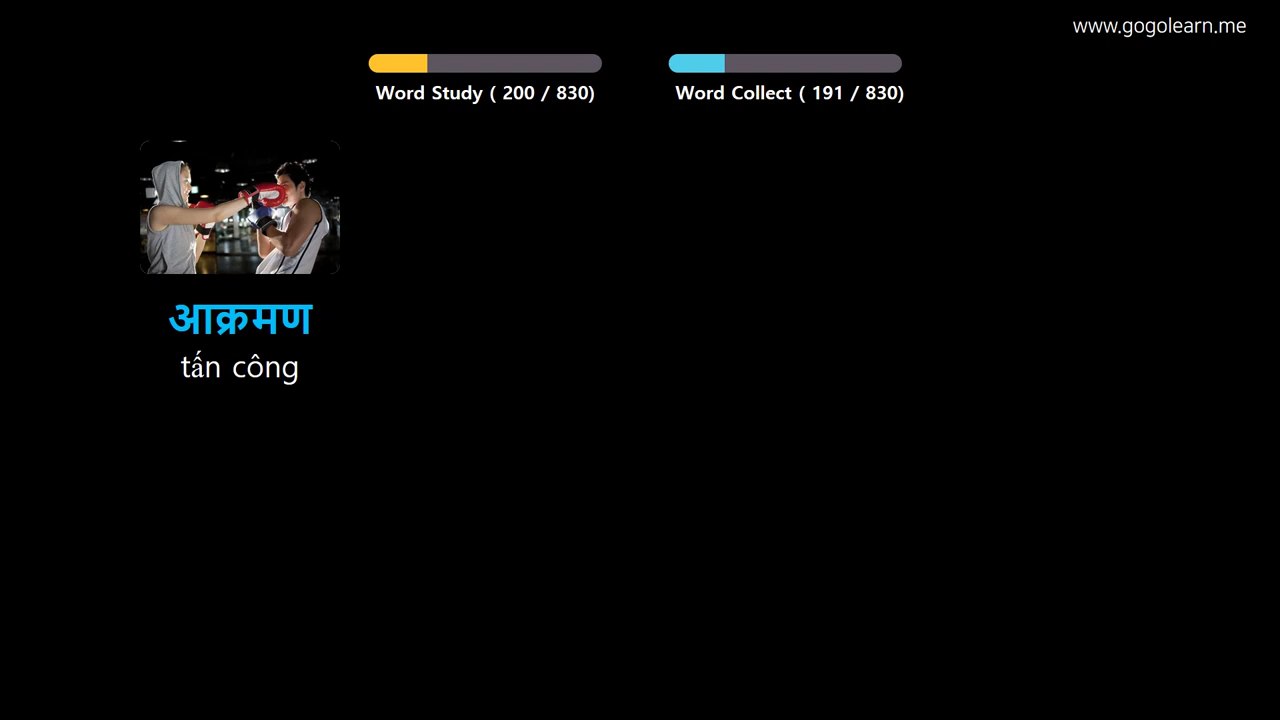 www.gogolearn.me
Word Study ( 200 / 830)
Word Collect ( 191 / 830)
आक्रमण
tấn công